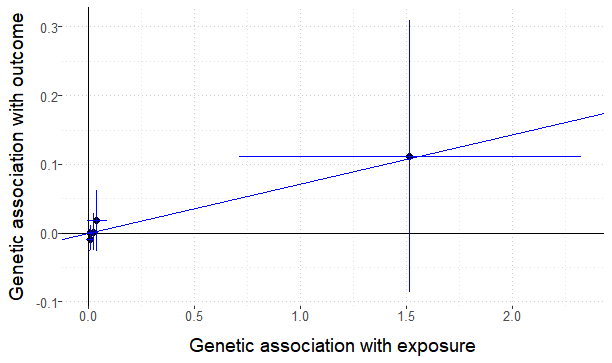 Genetic association with outcome
0.3
0.2
0.1
0.0
-0.1
0.0 0.5 1.0 1.5 2.0
Genetic association with exposure